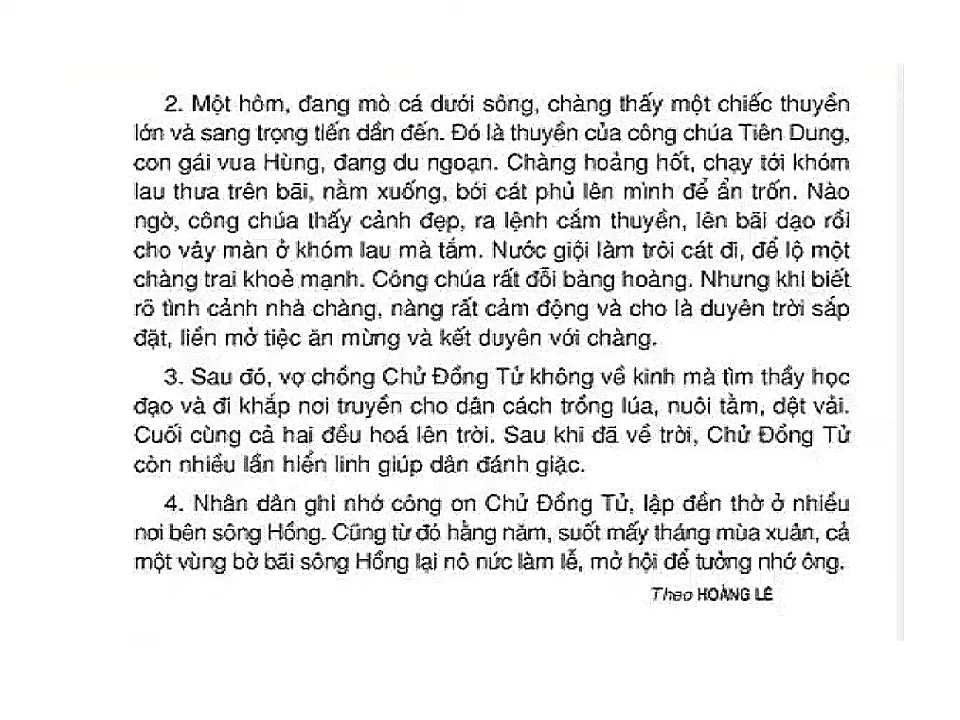 2. Một hôm, đang mò cá dưới sông, chàng thấy một chiếc thuyền
lớn và sang trọng tiến dần đến. Đó là thuyền của công chúa Tiên Dung,
con gái vua Hùng, đang du ngoạn. Chàng hoảng hốt, chạy tới khóm
lau thưa trên bãi, nằm xuống, bới cát phủ lên mình để ẩn trốn. Nào
ngờ, công chúa thấy cảnh đẹp, ra lệnh cắm thuyền, lên bãi dạo rồi
cho vây màn ở khóm lau mà tắm. Nước giội làm trôi cát đi, để lộ một
chàng trai khoẻ mạnh. Công chúa rất đỗi bàng hoàng. Nhưng khi biết
rõ tình cảnh nhà chàng, nàng rất cảm động và cho là duyên trời sắp
đặt, liền mở tiệc ăn mừng và kết duyên với chàng.
3. Sau đó, vợ chồng Chử Đồng Tử không về kinh mà tìm thầy học
đạo và đi khắp nơi truyền cho dân cách trồng lúa, nuôi tằm, dệt vải.
Cuối cùng cả hai đều hoá lên trời. Sau khi đã về trời, Chử Đồng Tử
còn nhiều lần hiển linh giúp dân đánh giặc.
4. Nhân dân ghi nhớ công ơn Chử Đồng Tử, lập đền thờ ở nhiều
nơi bên sông Hồng. Cũng từ đó hằng năm, suốt mấy tháng mùa xuân, cả
một vùng bờ bãi sông Hồng lại nô nức làm lễ, mở hội để tưởng nhớ ông.
Theo HOÀNG LÊ